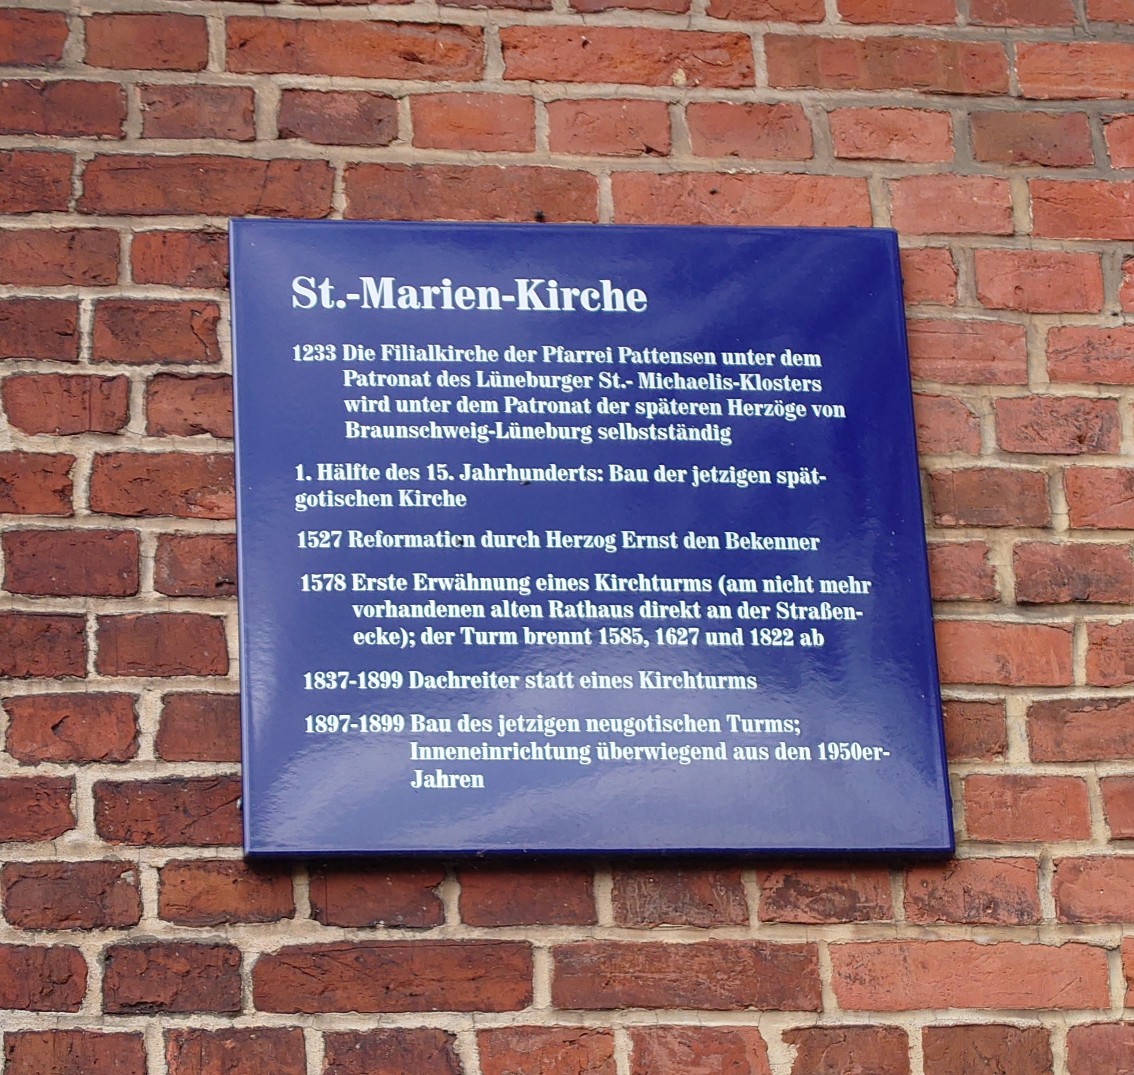 St.-Marien-Kirche
1233 Die Filialkirche der Pfarrei Pattensen unter dem
Patronat des Lüneburger St.- Michaelis-Klosters
wird unter dem Patronat der späteren Herzöge von
Braunschweig-Lüneburg selbstständig
1. Hälfte des 15. Jahrhunderts: Bau der jetzigen spät-
gotischen Kirche
1527 Reformation durch Herzog Ernst den Bekenner
1578 Erste Erwähnung eines Kirchturms (am nicht mehr
vorhandenen alten Rathaus direkt an der Straßen-
ecke); der Turm brennt 1585, 1627 und 1822 ab
1837-1899 Dachreiter statt eines Kirchturms
1897-1899 Bau des jetzigen neugotischen Turms;
Inneneinrichtung überwiegend aus den 1950er-
Jahren